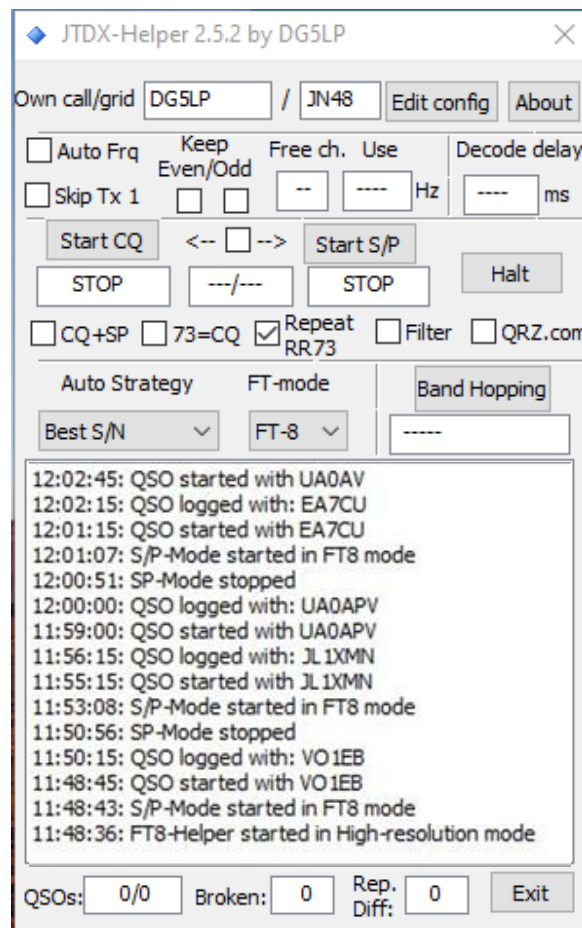 JTDX-Helper 2.5.2 by DG5LP
Own call/grid DG5LP / JN48 Edit config About
Auto Frq Keep Even/Odd Free ch. Use Decode delay
Skip Tx 1 -- ---- Hz ---- ms
Start CQ <-- --> Start S/P
STOP ---/--- STOP Halt
CQ+SP 73=CQ Repeat RR73 Filter QRZ.com
Auto Strategy FT-mode Band Hopping
Best S/N FT-8 -----
12:02:45: QSO started with UA0AV
12:02:15: QSO logged with: EA7CU
12:01:15: QSO started with EA7CU
12:01:07: S/P-Mode started in FT8 mode
12:00:51: SP-Mode stopped
12:00:00: QSO logged with: UA0APV
11:59:00: QSO started with UA0APV
11:56:15: QSO logged with: JL1XMN
11:55:15: QSO started with JL1XMN
11:53:08: S/P-Mode started in FT8 mode
11:50:56: SP-Mode stopped
11:50:15: QSO logged with: VO1EB
11:48:45: QSO started with VO1EB
11:48:43: S/P-Mode started in FT8 mode
11:48:36: FT8-Helper started in High-resolution mode
QSOs: 0/0 Broken: 0 Rep. Diff: 0 Exit